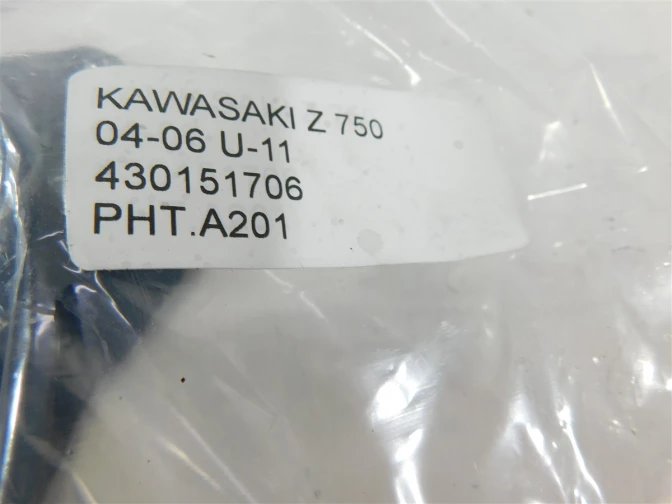 KAWASAKI Z 750
04-06 U-11
430151706
PHT.A201